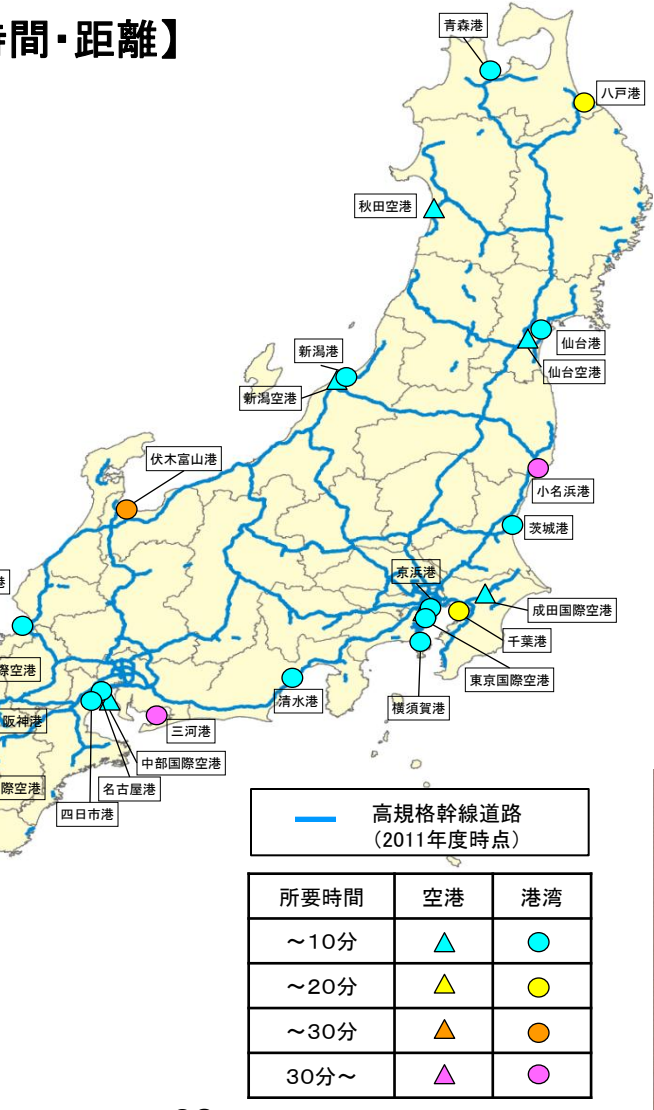 時間・距離】
青森港
八戸港
秋田空港
仙台港
新潟港
仙台空港
新潟空港
伏木富山港
小名浜港
茨城港
京浜港
港
成田国際空港
千葉港
際空港
東京国際空港
清水港
横須賀港
阪神港
三河港
中部国際空港
際空港
名古屋港
四日市港
高規格幹線道路
(2011年度時点)
所要時間 空港 港湾
～10分
～20分
～30分
30分～